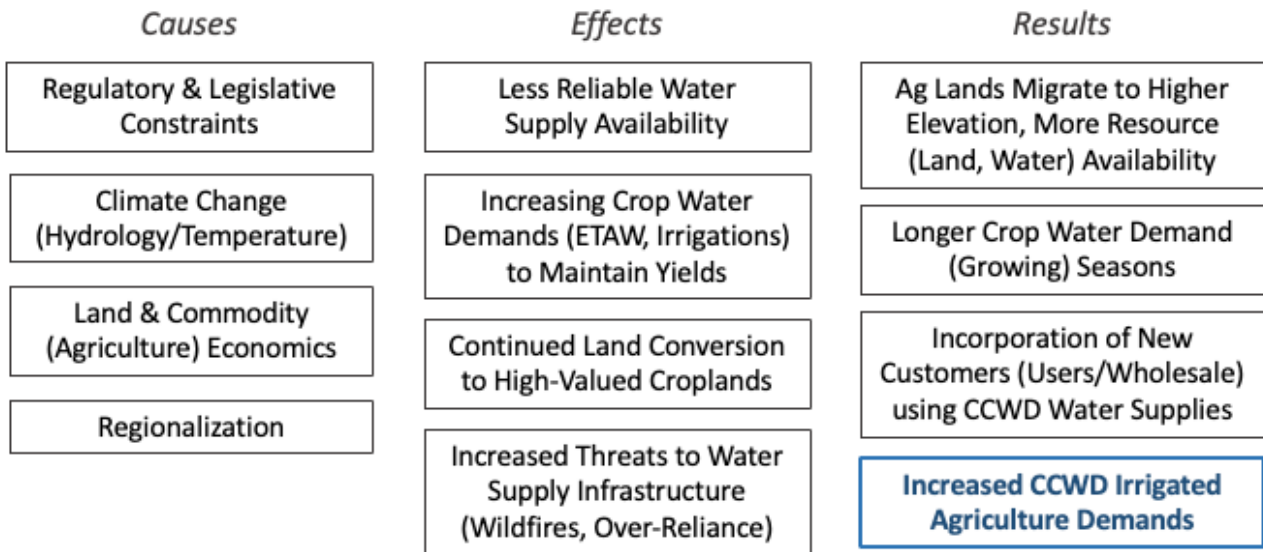 Causes
Effects
Results
Regulatory & Legislative
Constraints
Climate Change
(Hydrology/Temperature)
Land & Commodity
(Agriculture) Economics
Regionalization
Less Reliable Water
Supply Availability
Increasing Crop Water
Demands (ETAW, Irrigations)
to Maintain Yields
Continued Land Conversion
to High-Valued Croplands
Increased Threats to Water
Supply Infrastructure
(Wildfires, Over-Reliance)
Ag Lands Migrate to Higher
Elevation, More Resource
(Land, Water) Availability
Longer Crop Water Demand
(Growing) Seasons
Incorporation of New
Customers (Users/Wholesale)
using CCWD Water Supplies
Increased CCWD Irrigated
Agriculture Demands